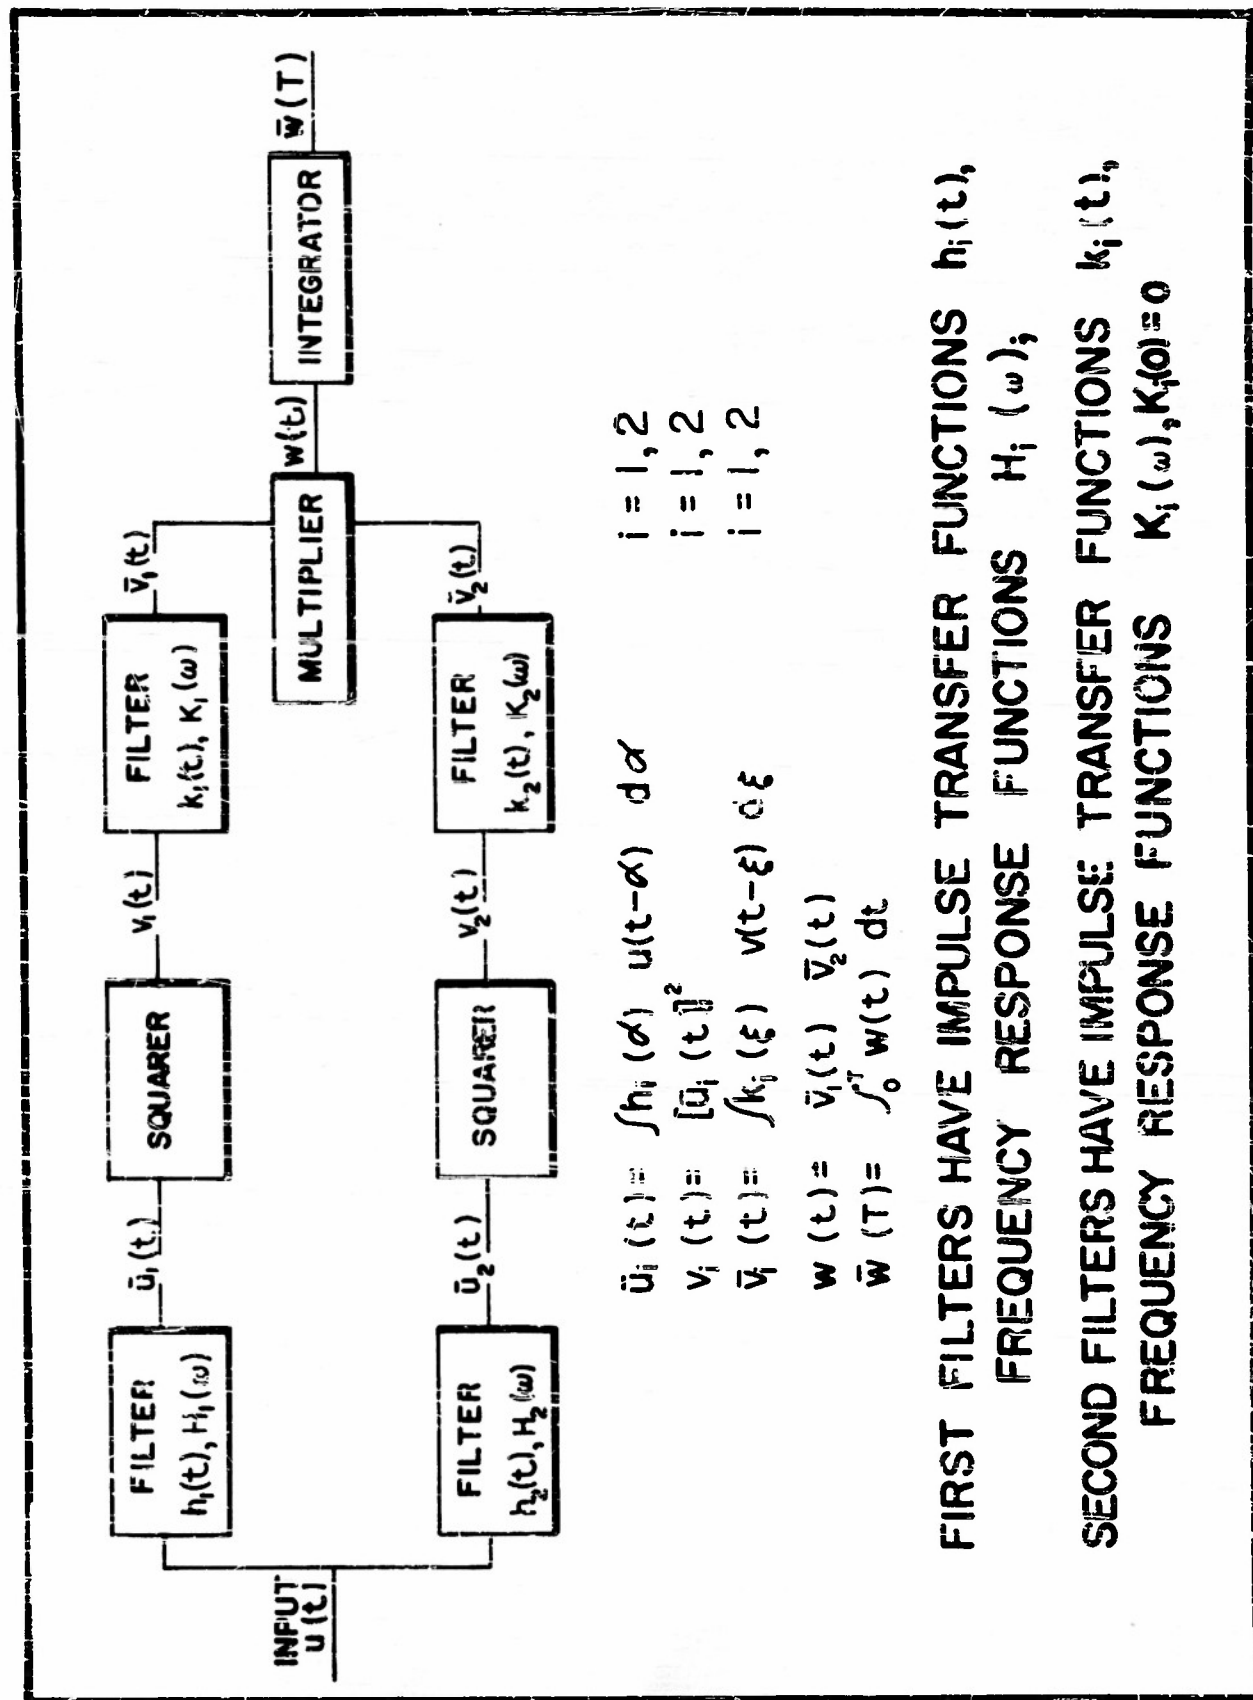 INPUT
u(t)
FILTER
h₁(t), H₁(ω)
ū₁(t)
SQUARER
v₁(t)
FILTER
k₁(t), K₁(ω)
v̄₁(t)
FILTER
h₂(t), H₂(ω)
ū₂(t)
SQUARER
v₂(t)
FILTER
k₂(t), K₂(ω)
v̄₂(t)
MULTIPLIER
w(t)
INTEGRATOR
w̄(T)
ūᵢ(t) = ∫hᵢ(α) u(t-α) dα i = 1, 2
vᵢ(t) = [ūᵢ(t)]² i = 1, 2
v̄ᵢ(t) = ∫kᵢ(ξ) v(t-ξ) dξ i = 1, 2
w(t) = v̄₁(t) v̄₂(t)
w̄(T) = ∫₀ᵀ w(t) dt
FIRST FILTERS HAVE IMPULSE TRANSFER FUNCTIONS hᵢ(t),
FREQUENCY RESPONSE FUNCTIONS Hᵢ(ω);
SECOND FILTERS HAVE IMPULSE TRANSFER FUNCTIONS kᵢ(t),
FREQUENCY RESPONSE FUNCTIONS Kᵢ(ω), Kᵢ(0)=0